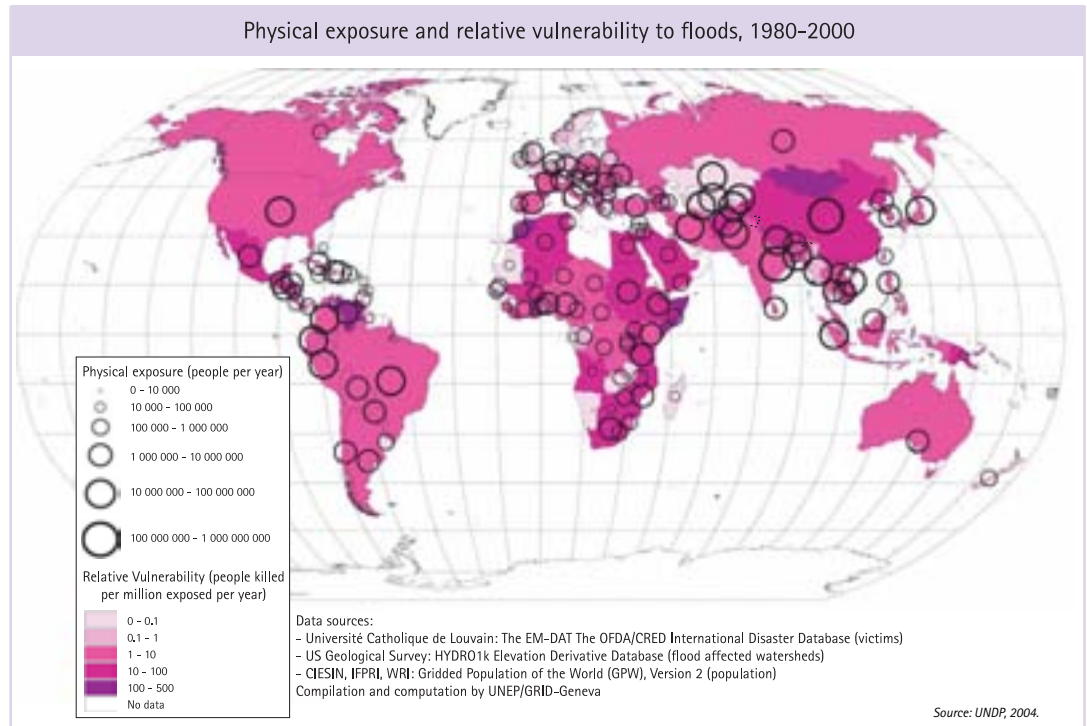 Physical exposure and relative vulnerability to floods, 1980-2000
Physical exposure (people per year)
0 - 10 000
10 000 - 100 000
100 000 - 1 000 000
1 000 000 - 10 000 000
10 000 000 - 100 000 000
100 000 000 - 1 000 000 000
Relative Vulnerability (people killed
per million exposed per year)
0 - 0.1
0.1 - 1
1 - 10
10 - 100
100 - 500
No data
Data sources:
- Université Catholique de Louvain: The EM-DAT The OFDA/CRED International Disaster Database (victims)
- US Geological Survey: HYDRO1k Elevation Derivative Database (flood affected watersheds)
- CIESIN, IFPRI, WRI: Gridded Population of the World (GPW), Version 2 (population)
Compilation and computation by UNEP/GRID-Geneva
Source: UNDP, 2004.